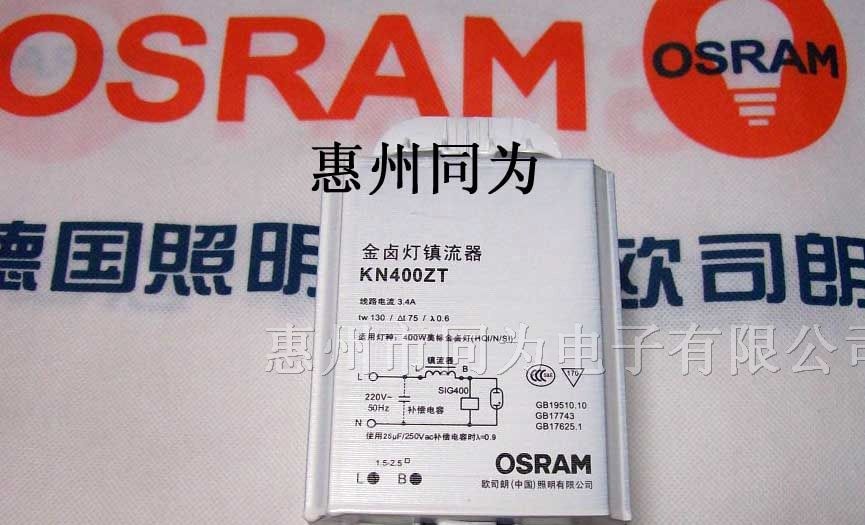 OSRAM
OSRAM
惠州同为
德国照明
欧司朗
金卤灯镇流器
KN400ZT
线路电流 3.4A
tw 130 / Δt 75 / λ 0.6
惠州市同为电子有限公司
适用灯种: 400W奥标金卤灯(HQI/N/SI)
镇流器
L B
L
SIG400
220V~
50Hz
补偿电容
N
GB19510.10
GB17743
GB17625.1
使用25μF/250Vac补偿电容时λ=0.9
1.5-2.5
L B
OSRAM
欧司朗(中国)照明有限公司